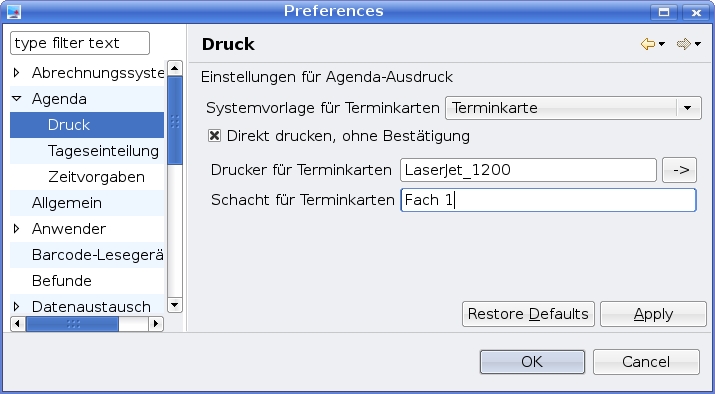 Preferences
type filter text
Abrechnungssyste
Agenda
Druck
Tageseinteilung
Zeitvorgaben
Allgemein
Anwender
Barcode-Lesegerä
Befunde
Datenaustausch
Druck
Einstellungen für Agenda-Ausdruck
Systemvorlage für Terminkarten Terminkarte
Direkt drucken, ohne Bestätigung
Drucker für Terminkarten LaserJet_1200 ->
Schacht für Terminkarten Fach 1
Restore Defaults Apply
OK Cancel